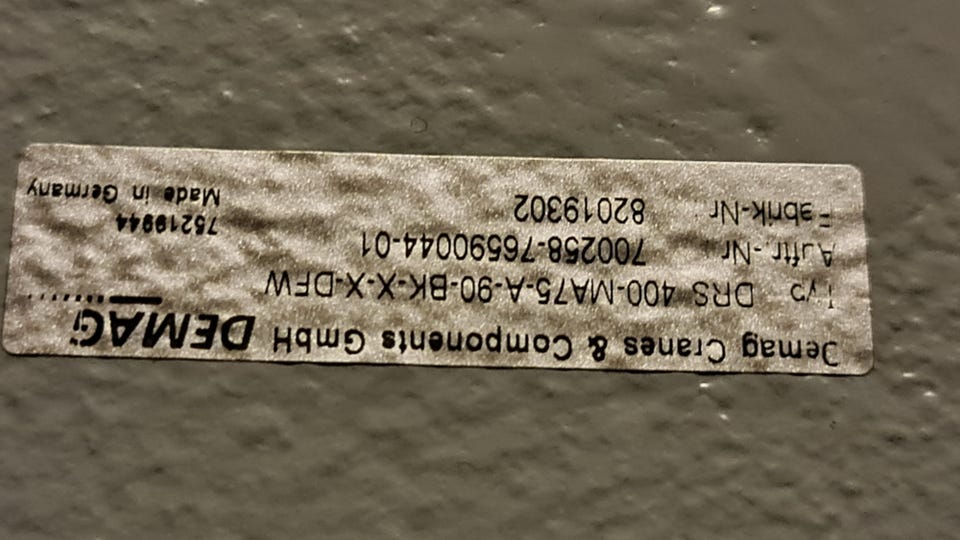 Demag Cranes & Components GmbH DEMAG
Typ DRS 400-MA75-A-90-BK-X-X-DFW
Auftr.-Nr 700258-76590044-01
75219944
Fabrik-Nr 82019302
Made in Germany